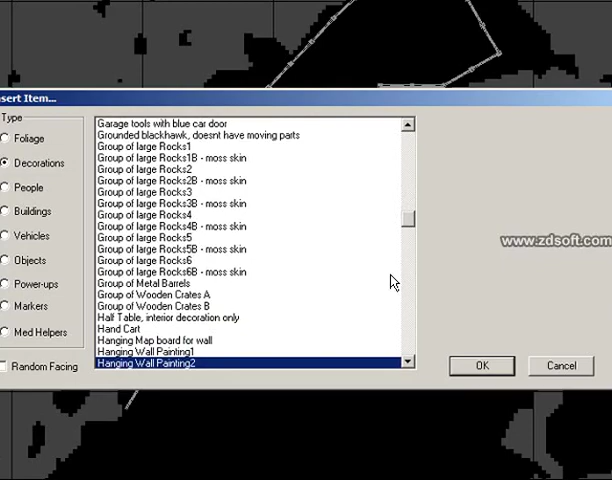 nsert Item...
Type
Foliage
Decorations
People
Buildings
Vehicles
Objects
Power-ups
Markers
Med Helpers
Random Facing
Garage tools with blue car door
Grounded blackhawk, doesnt have moving parts
Group of large Rocks1
Group of large Rocks1B - moss skin
Group of large Rocks2
Group of large Rocks2B - moss skin
Group of large Rocks3
Group of large Rocks3B - moss skin
Group of large Rocks4
Group of large Rocks4B - moss skin
Group of large Rocks5
Group of large Rocks5B - moss skin
Group of large Rocks6
Group of large Rocks6B - moss skin
Group of Metal Barrels
Group of Wooden Crates A
Group of Wooden Crates B
Half Table, interior decoration only
Hand Cart
Hanging Map board for wall
Hanging Wall Painting1
Hanging Wall Painting2
www.zdsoft.com
OK
Cancel